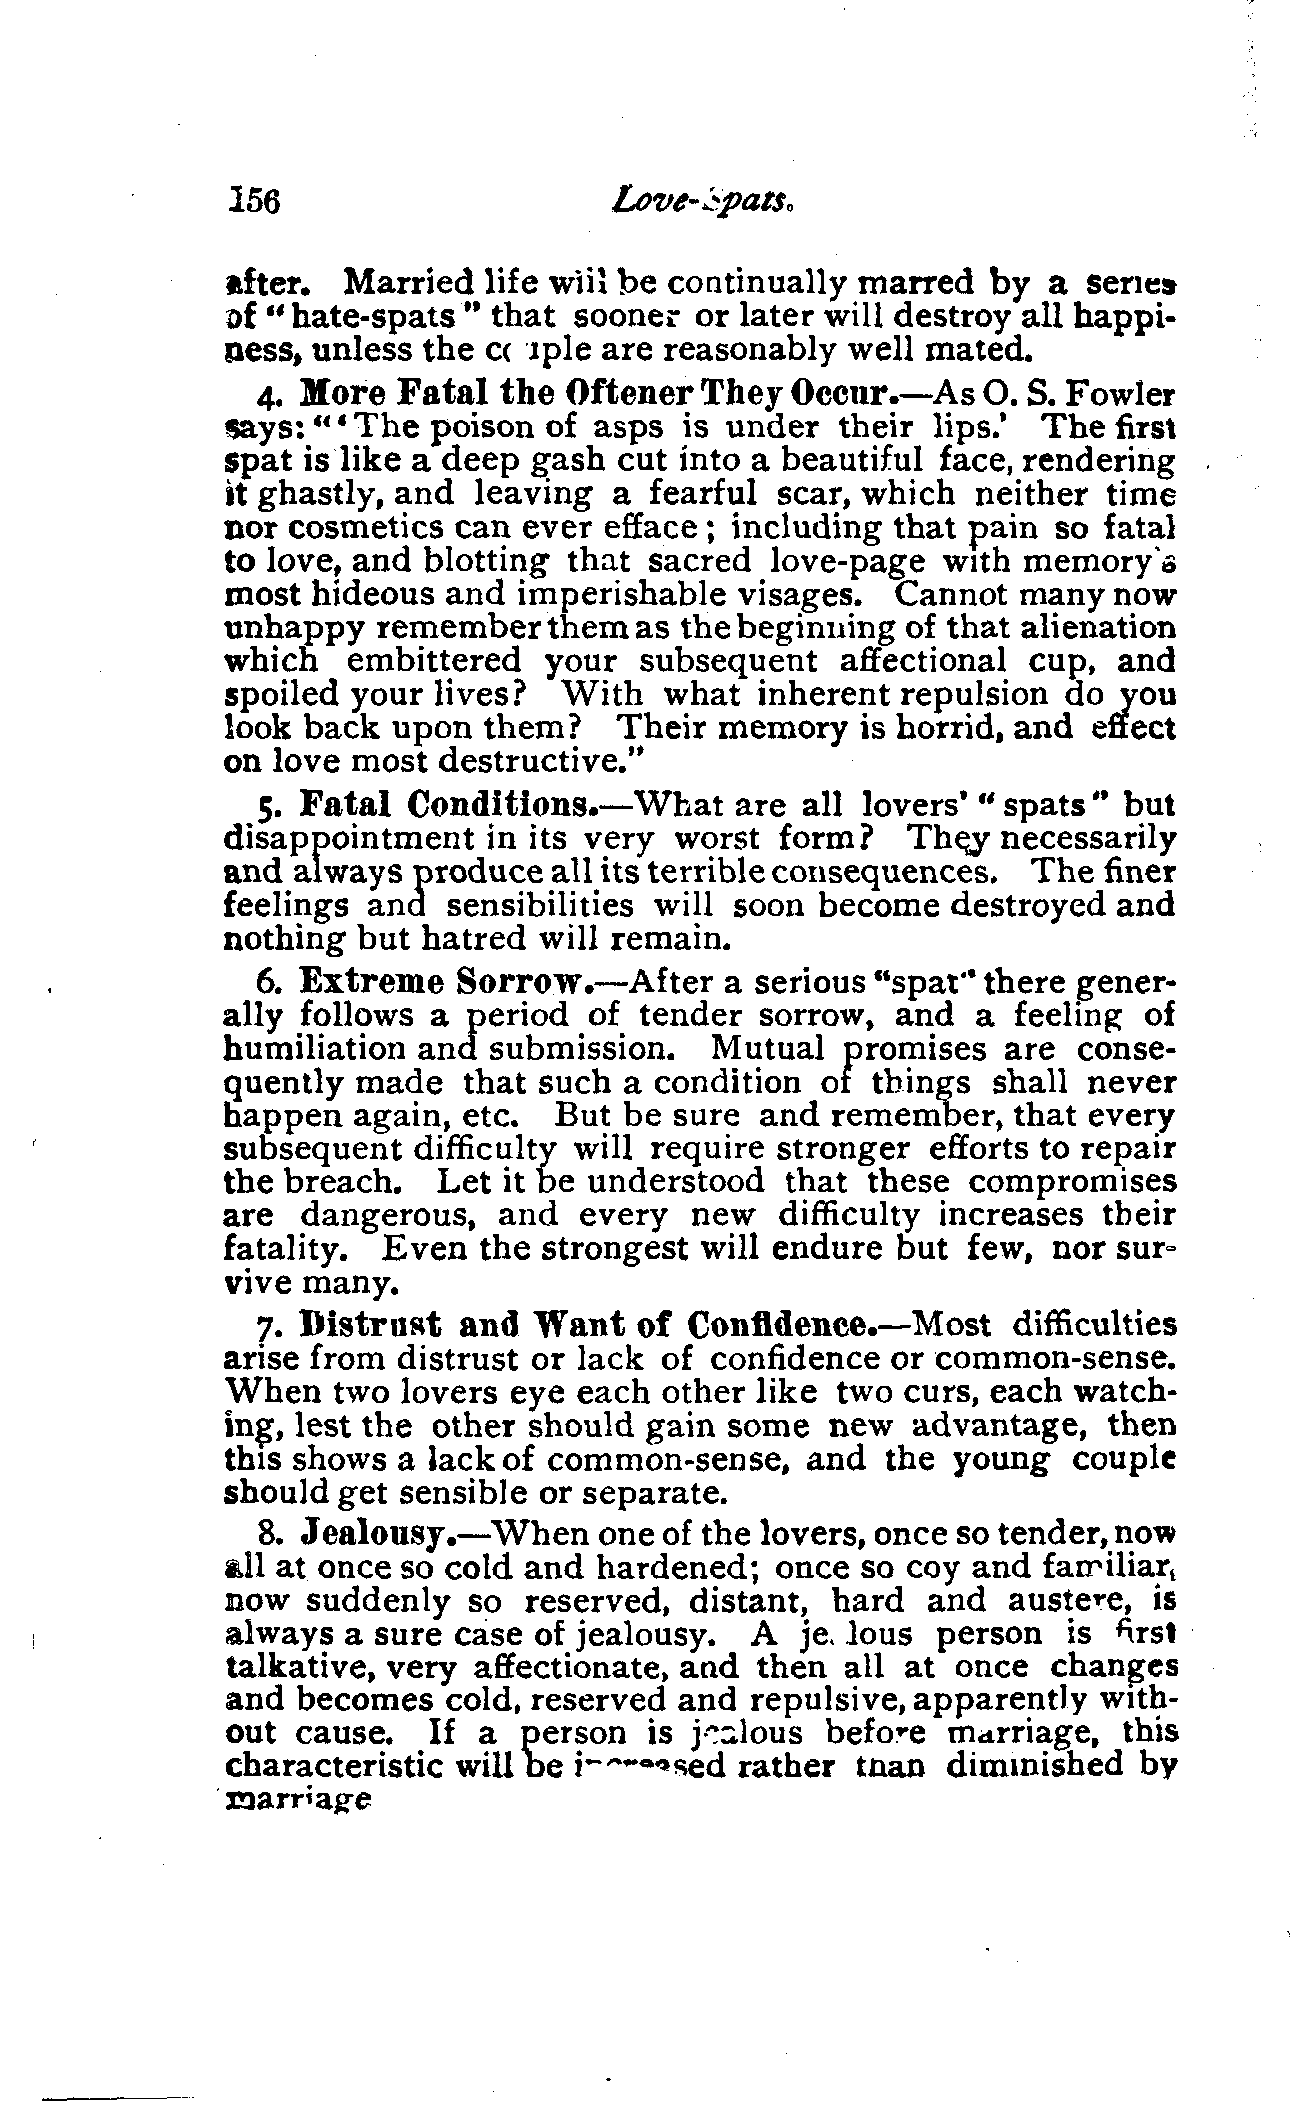 156 Love-Spats.
after. Married life will be continually marred by a series
of "hate-spats" that sooner or later will destroy all happi-
ness, unless the couple are reasonably well mated.
4. More Fatal the Oftener They Occur.—As O. S. Fowler
says: "'The poison of asps is under their lips.' The first
spat is like a deep gash cut into a beautiful face, rendering
it ghastly, and leaving a fearful scar, which neither time
nor cosmetics can ever efface; including that pain so fatal
to love, and blotting that sacred love-page with memory's
most hideous and imperishable visages. Cannot many now
unhappy remember them as the beginning of that alienation
which embittered your subsequent affectional cup, and
spoiled your lives? With what inherent repulsion do you
look back upon them? Their memory is horrid, and effect
on love most destructive."
5. Fatal Conditions.—What are all lovers' "spats" but
disappointment in its very worst form? They necessarily
and always produce all its terrible consequences. The finer
feelings and sensibilities will soon become destroyed and
nothing but hatred will remain.
6. Extreme Sorrow.—After a serious "spat" there gener-
ally follows a period of tender sorrow, and a feeling of
humiliation and submission. Mutual promises are conse-
quently made that such a condition of things shall never
happen again, etc. But be sure and remember, that every
subsequent difficulty will require stronger efforts to repair
the breach. Let it be understood that these compromises
are dangerous, and every new difficulty increases their
fatality. Even the strongest will endure but few, nor sur-
vive many.
7. Distrust and Want of Confidence.—Most difficulties
arise from distrust or lack of confidence or common-sense.
When two lovers eye each other like two curs, each watch-
ing, lest the other should gain some new advantage, then
this shows a lack of common-sense, and the young couple
should get sensible or separate.
8. Jealousy.—When one of the lovers, once so tender, now
all at once so cold and hardened; once so coy and familiar,
now suddenly so reserved, distant, hard and austere, is
always a sure case of jealousy. A jealous person is first
talkative, very affectionate, and then all at once changes
and becomes cold, reserved and repulsive, apparently with-
out cause. If a person is jealous before marriage, this
characteristic will be increased rather than diminished by
marriage